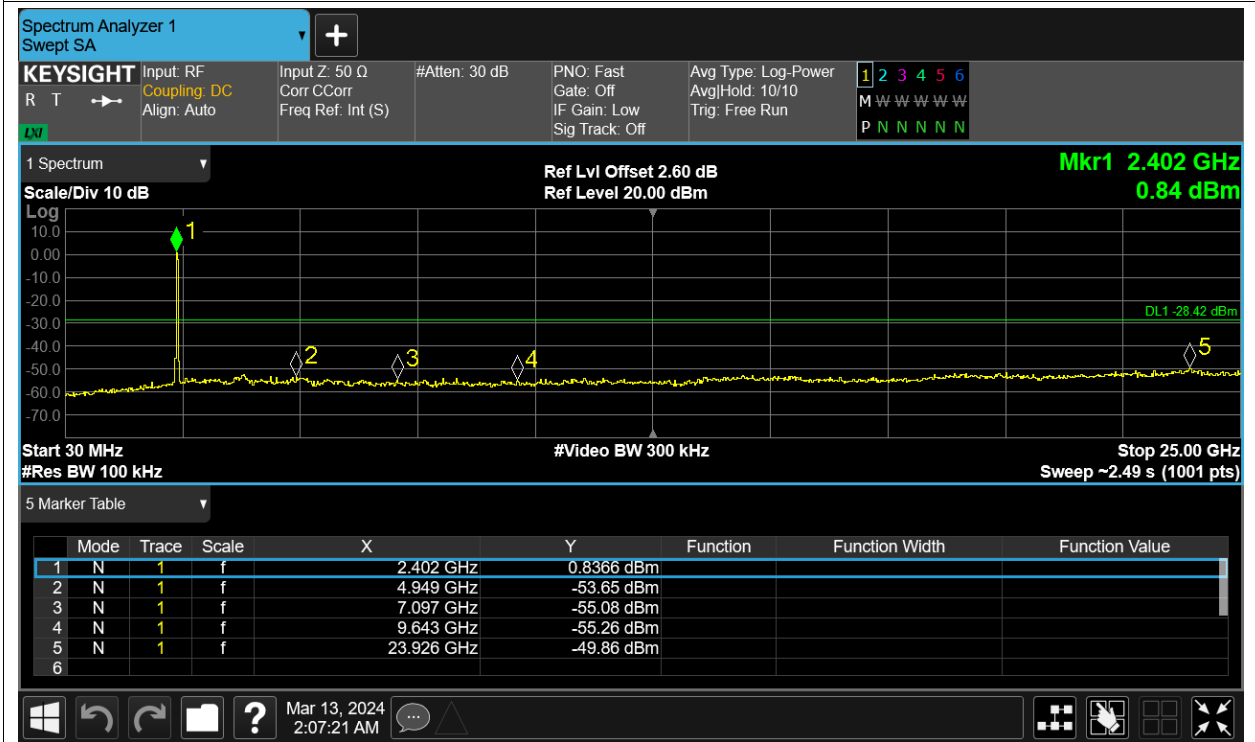 Spectrum Analyzer 1
Swept SA
KEYSIGHT
R T
LXI
Input: RF
Coupling: DC
Align: Auto
Input Z: 50 Ω
Corr CCorr
Freq Ref: Int (S)
#Atten: 30 dB
PNO: Fast
Gate: Off
IF Gain: Low
Sig Track: Off
Avg Type: Log-Power
Avg|Hold: 10/10
Trig: Free Run
1 2 3 4 5 6
M W W W W W
P N N N N N
1 Spectrum
Scale/Div 10 dB
Ref Lvl Offset 2.60 dB
Ref Level 20.00 dBm
Mkr1 2.402 GHz
0.84 dBm
Log
10.0
0.00
-10.0
-20.0
-30.0
-40.0
-50.0
-60.0
-70.0
1
2
3
4
5
DL1 -28.42 dBm
Start 30 MHz
#Video BW 300 kHz
Stop 25.00 GHz
#Res BW 100 kHz
Sweep ~2.49 s (1001 pts)
5 Marker Table
Mode Trace Scale X Y Function Function Width Function Value
1 N 1 f 2.402 GHz 0.8366 dBm
2 N 1 f 4.949 GHz -53.65 dBm
3 N 1 f 7.097 GHz -55.08 dBm
4 N 1 f 9.643 GHz -55.26 dBm
5 N 1 f 23.926 GHz -49.86 dBm
6
?
Mar 13, 2024
2:07:21 AM